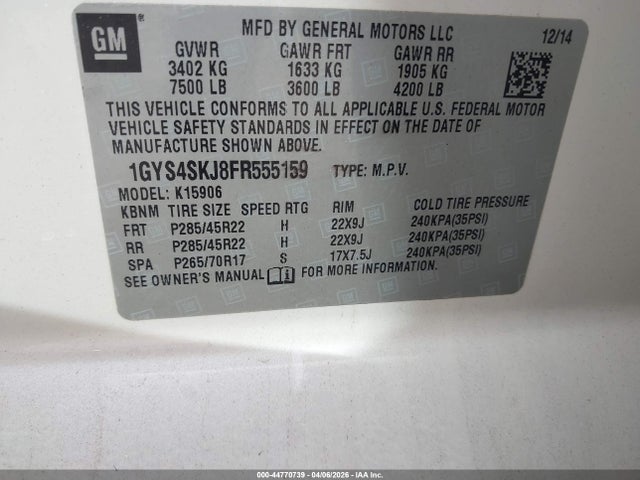 GM
MFD BY GENERAL MOTORS LLC 12/14
GVWR GAWR FRT GAWR RR
3402 KG 1633 KG 1905 KG
7500 LB 3600 LB 4200 LB
THIS VEHICLE CONFORMS TO ALL APPLICABLE U.S. FEDERAL MOTOR
VEHICLE SAFETY STANDARDS IN EFFECT ON THE DATE OF
MANUFACTURE SHOWN ABOVE.
1GYS4SKJ8FR555159 TYPE: M.P.V.
MODEL: K15906
KBNM TIRE SIZE SPEED RTG RIM COLD TIRE PRESSURE
FRT P285/45R22 H 22X9J 240KPA(35PSI)
RR P285/45R22 H 22X9J 240KPA(35PSI)
SPA P265/70R17 S 17X7.5J 240KPA(35PSI)
SEE OWNER'S MANUAL FOR MORE INFORMATION.
000-44770739 - 04/06/2026 - IAA Inc.